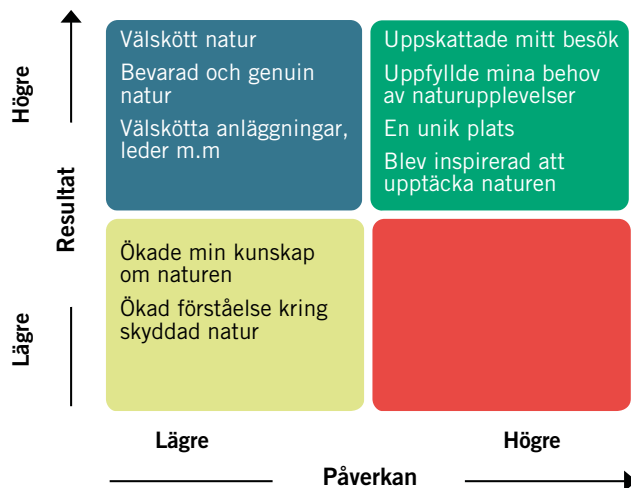 Välskött natur
Bevarad och genuin
natur
Välskötta anläggningar,
leder m.m
Uppskattade mitt besök
Uppfyllde mina behov
av naturupplevelser
En unik plats
Blev inspirerad att
upptäcka naturen
Ökade min kunskap
om naturen
Ökad förståelse kring
skyddad natur
Högre
Resultat
Lägre
Lägre
Högre
Påverkan